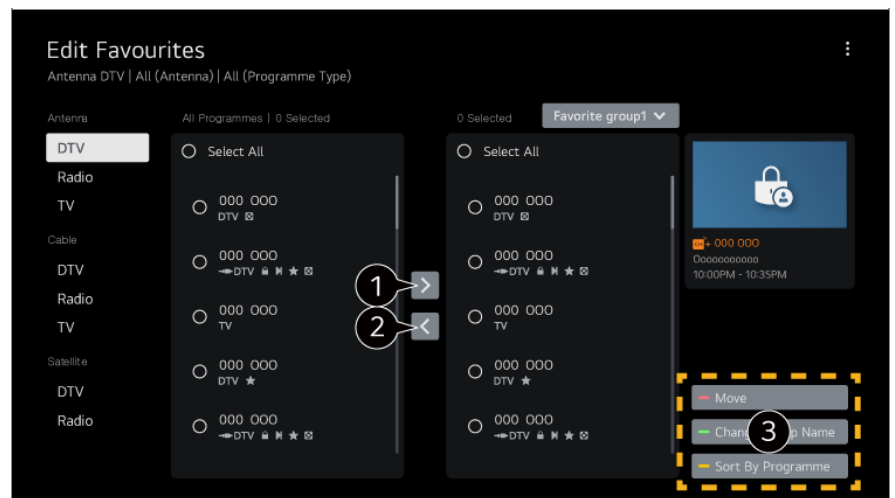 Edit Favourites
Antenna DTV | All (Antenna) | All (Programme Type)
Antenna
DTV
Radio
TV
Cable
DTV
Radio
TV
Satellite
DTV
Radio
All Programmes | 0 Selected
Select All
000 000
DTV
000 000
DTV
000 000
TV
000 000
DTV
000 000
DTV
1
2
0 Selected
Favorite group1
Select All
000 000
DTV
000 000
DTV
000 000
TV
000 000
DTV
000 000
DTV
+ 000 000
Ooooooooooo
10:00PM - 10:35PM
Move
3
Name
Sort By Programme